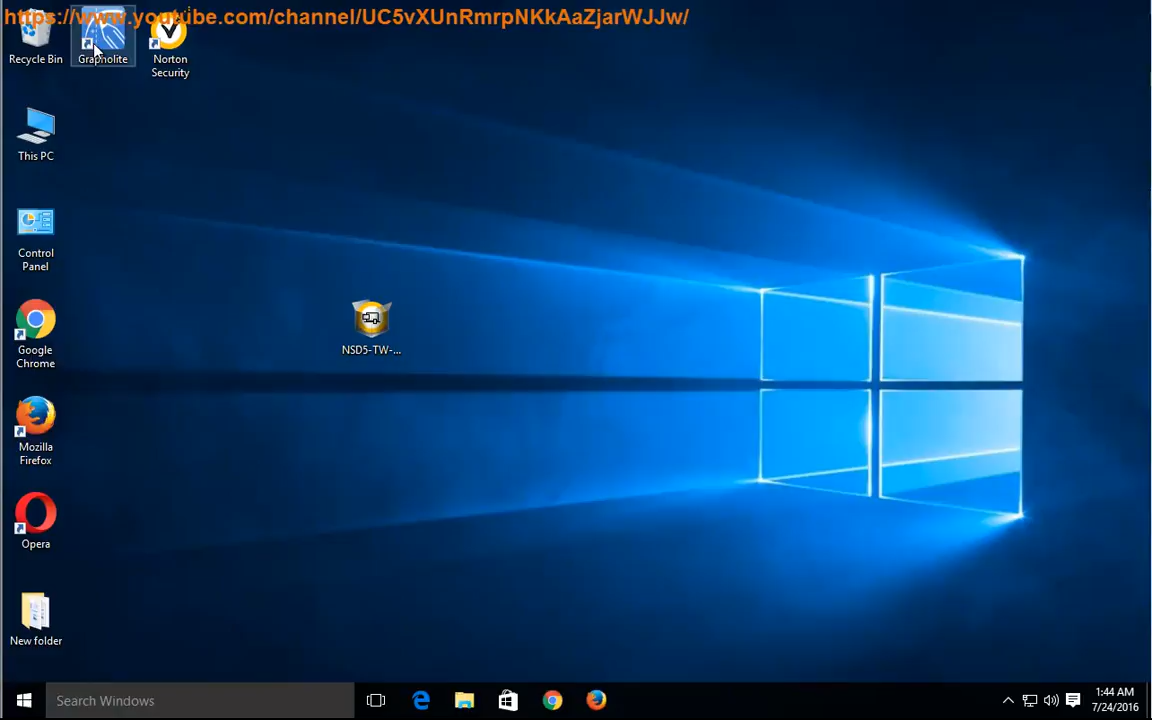 https://www.youtube.com/channel/UC5vXUnRmrpNKkAaZjarWJJw/
Recycle Bin
Grapholite
Norton
Security
This PC
Control
Panel
Google
Chrome
NSD5-TW-...
Mozilla
Firefox
Opera
New folder
Search Windows
1:44 AM
7/24/2016